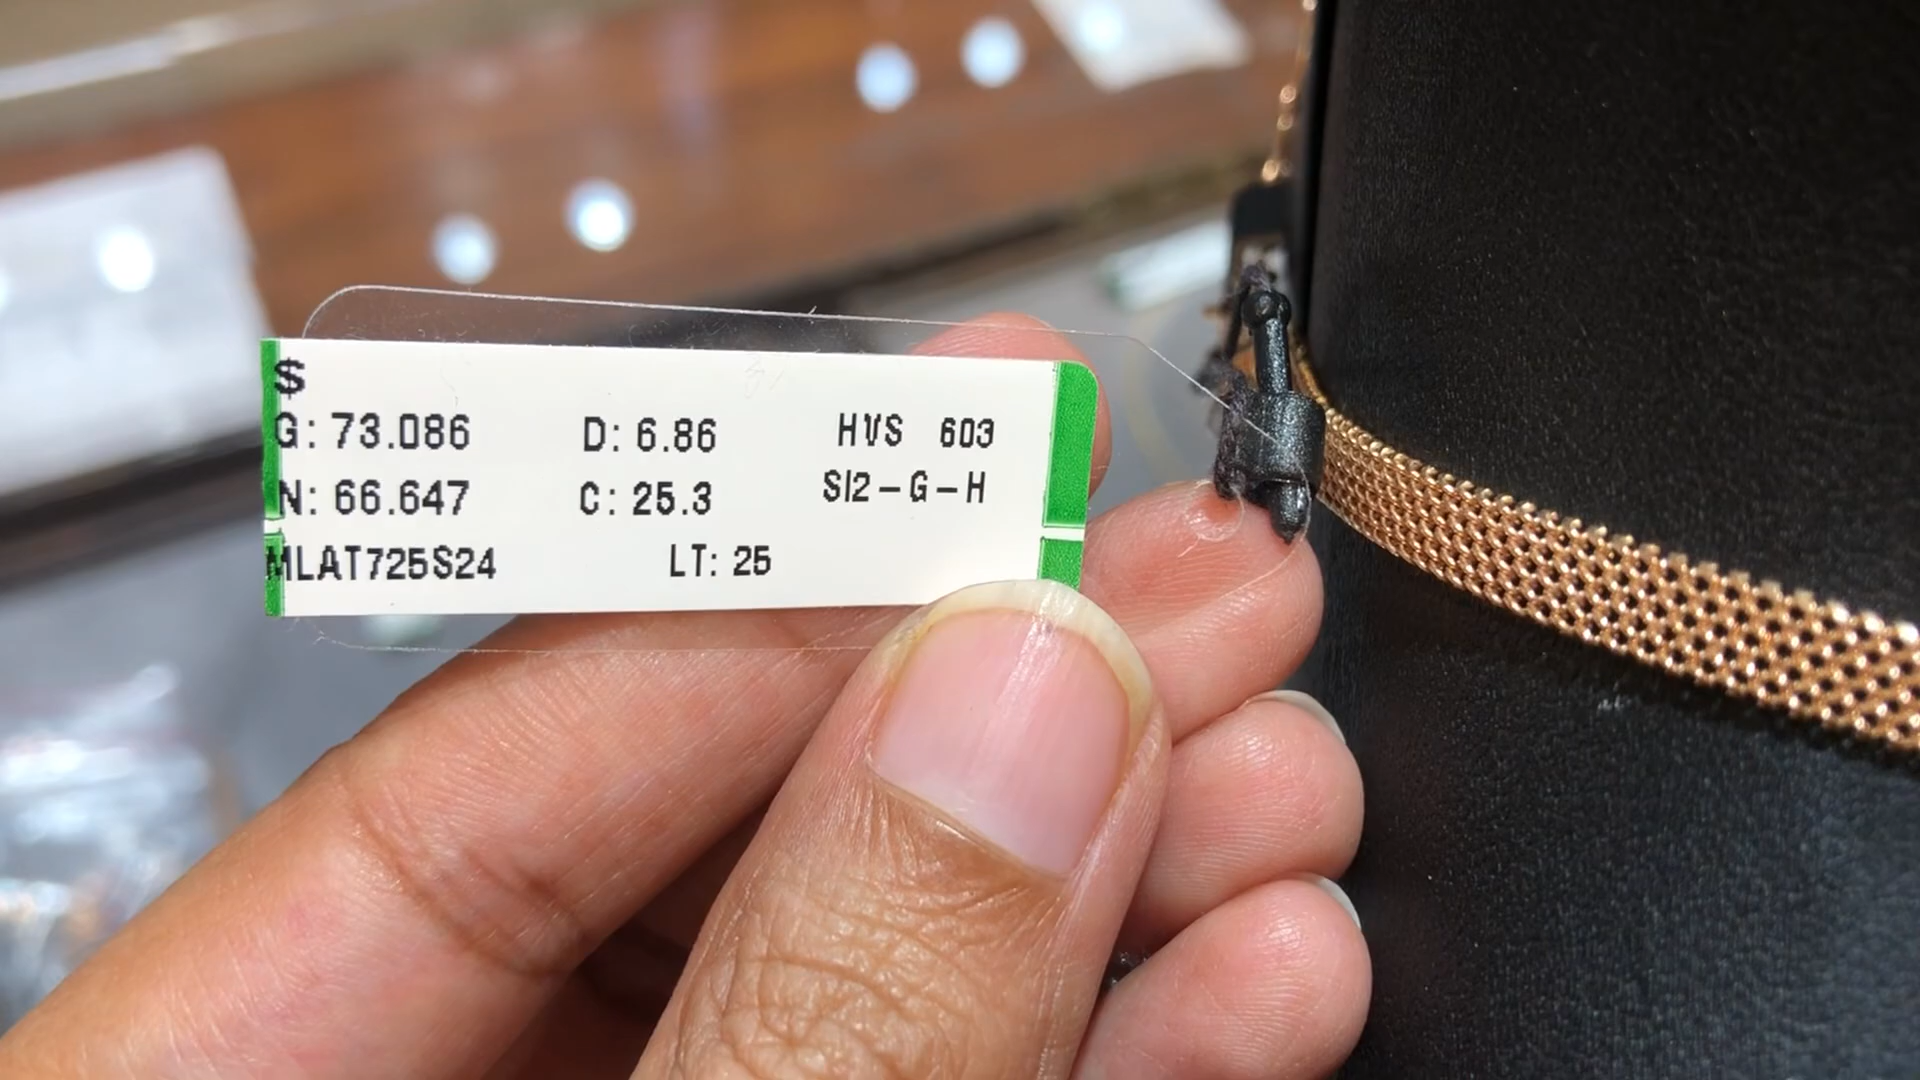 $
G: 73.086 D: 6.86 HVS 603
N: 66.647 C: 25.3 SI2-G-H
MLAT725S24 LT: 25